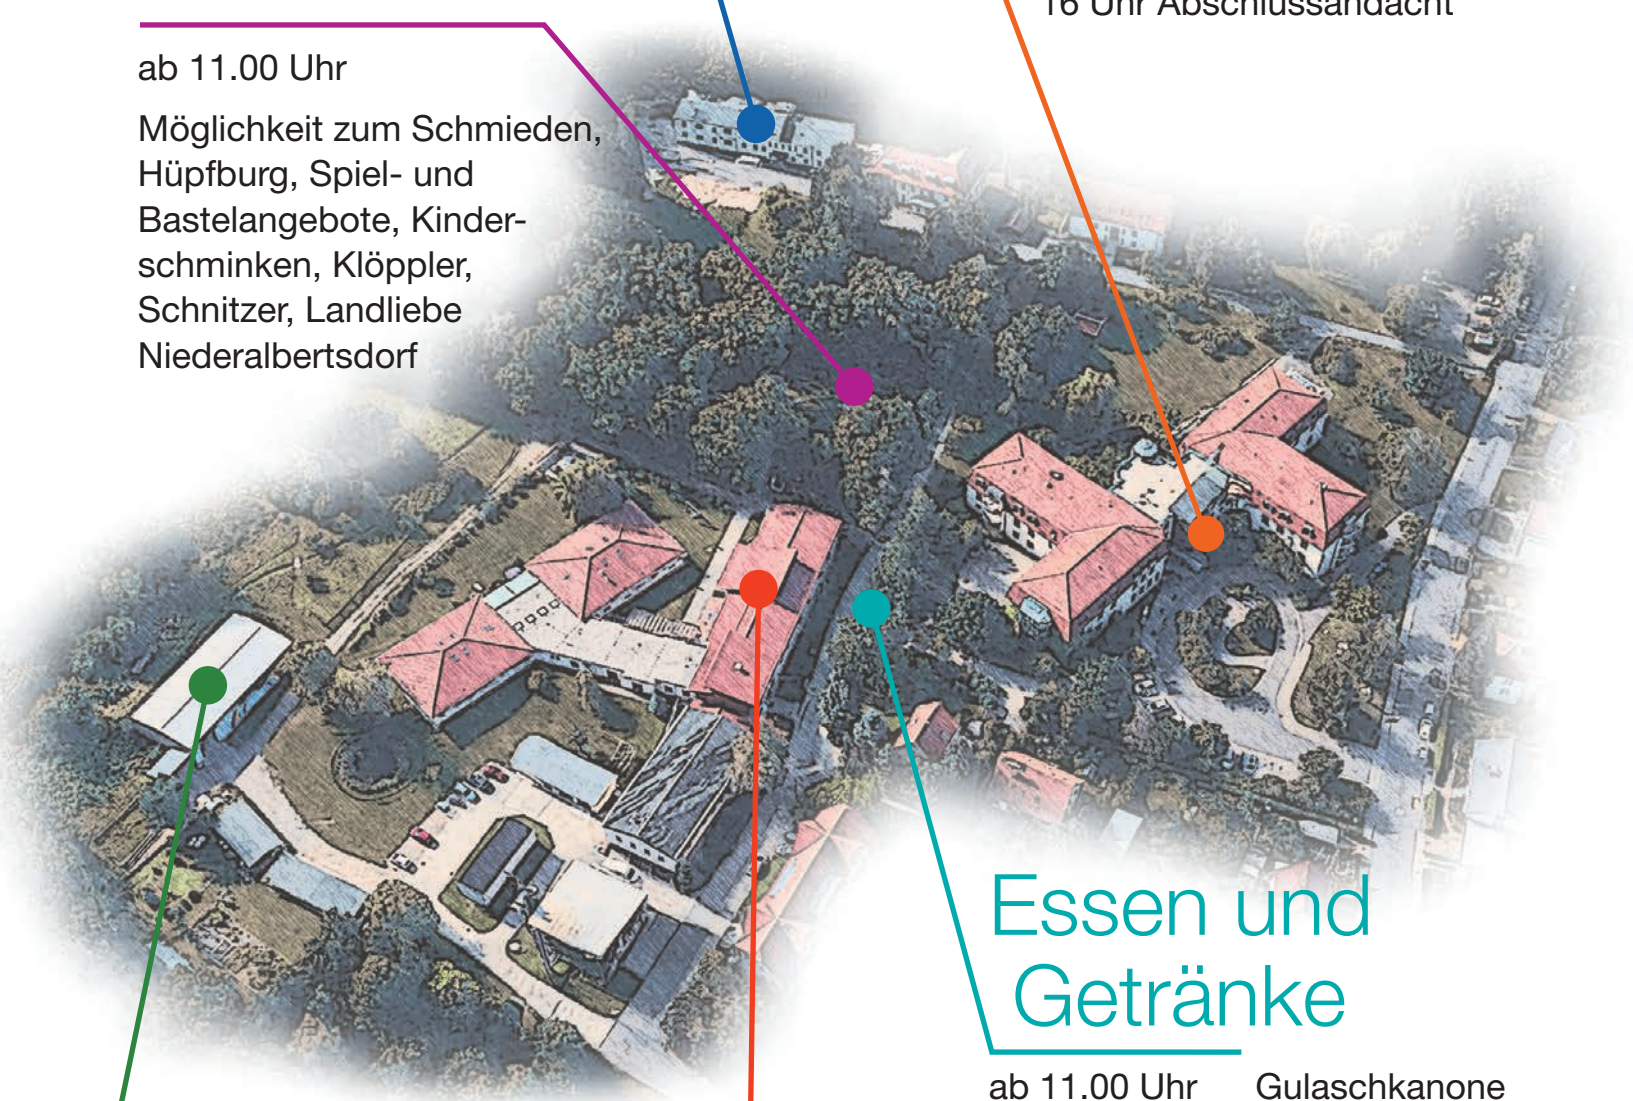 16 Uhr Abschlussandacht
ab 11.00 Uhr
Möglichkeit zum Schmieden,
Hüpfburg, Spiel- und
Bastelangebote, Kinder-
schminken, Klöppler,
Schnitzer, Landliebe
Niederalbertsdorf
Essen und
Getränke
ab 11.00 Uhr Gulaschkanone